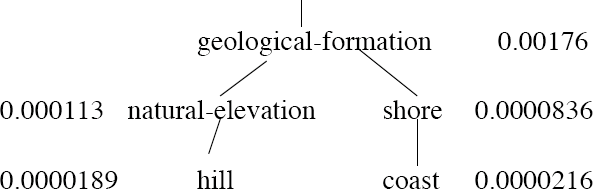 geological-formation 0.00176
0.000113 natural-elevation shore 0.0000836
0.0000189 hill coast 0.0000216